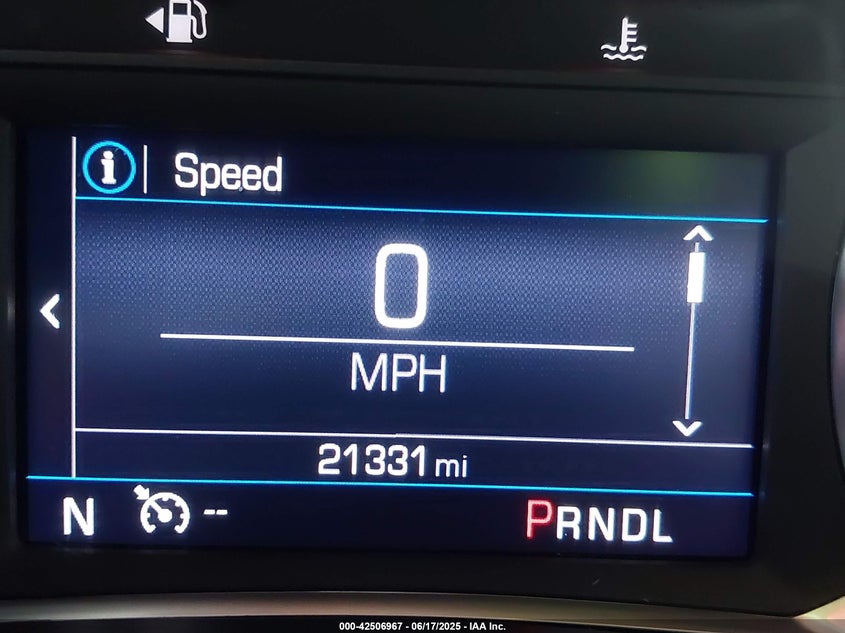 Speed
0
MPH
21331 mi
N -- PRNDL
000-42506967 - 06/17/2025 - IAA Inc.